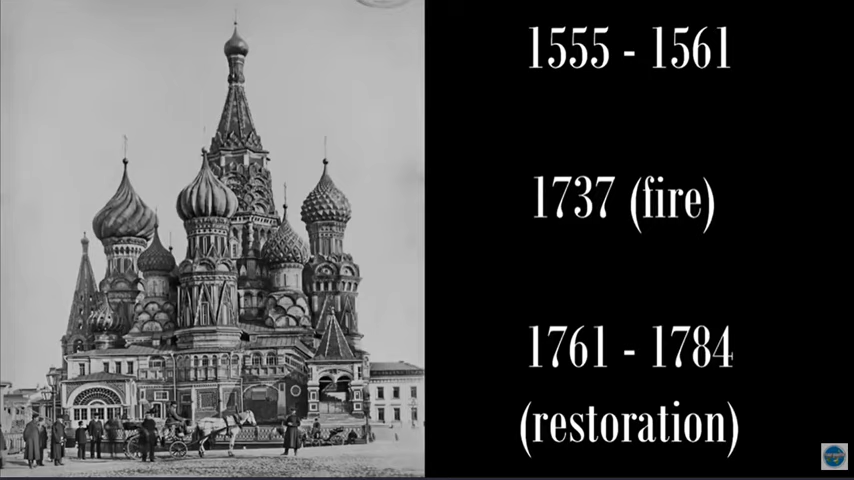 1555 - 1561
1737 (fire)
1761 - 1784
(restoration)